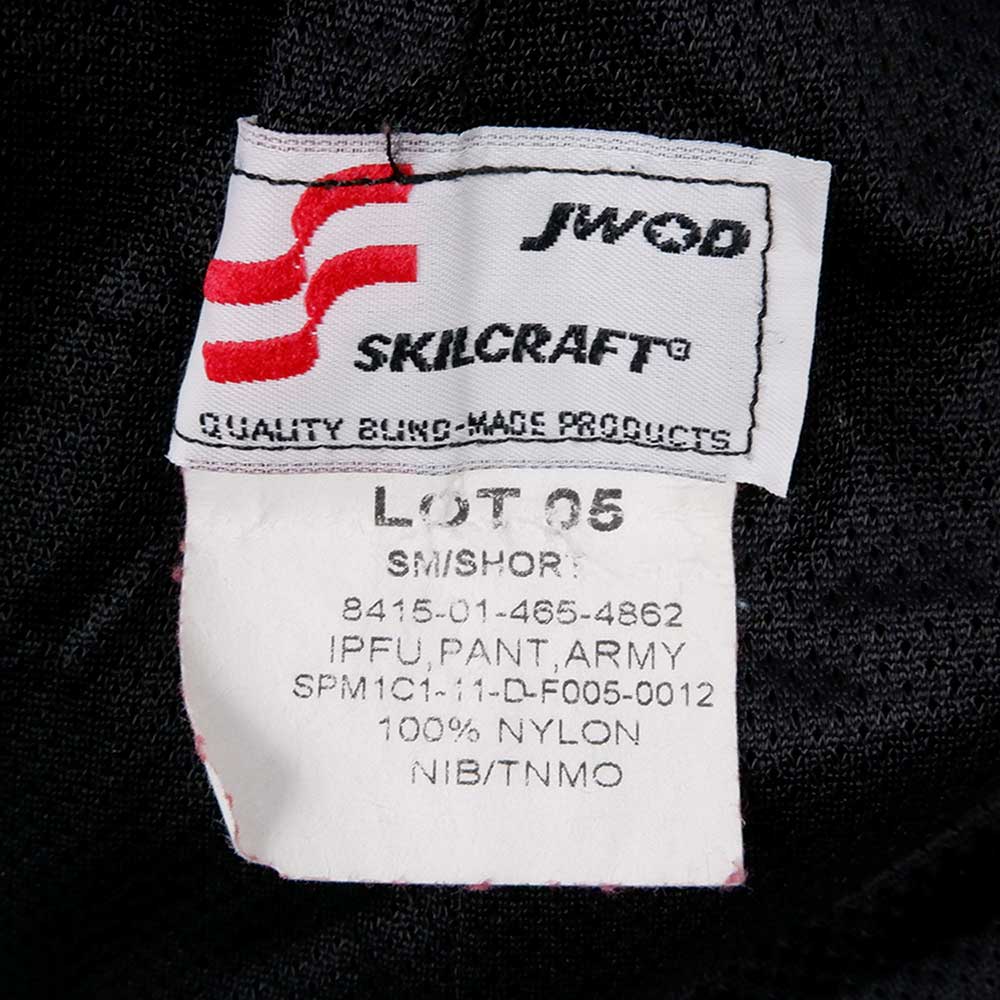 JWOD
SKILCRAFT®
QUALITY BLIND-MADE PRODUCTS
LOT 05
SM/SHORT
8415-01-465-4862
IPFU,PANT,ARMY
SPM1C1-11-D-F005-0012
100% NYLON
NIB/TNMO